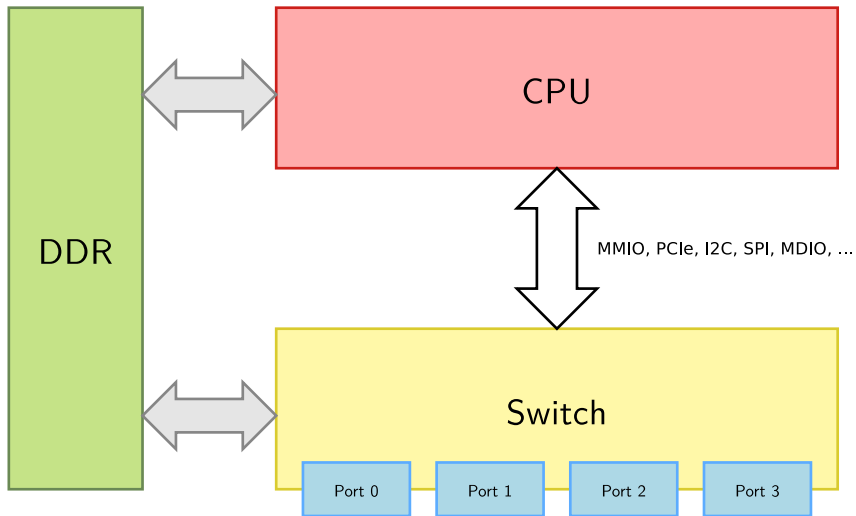 CPU
DDR
MMIO, PCIe, I2C, SPI, MDIO, ...
Switch
Port 0
Port 1
Port 2
Port 3